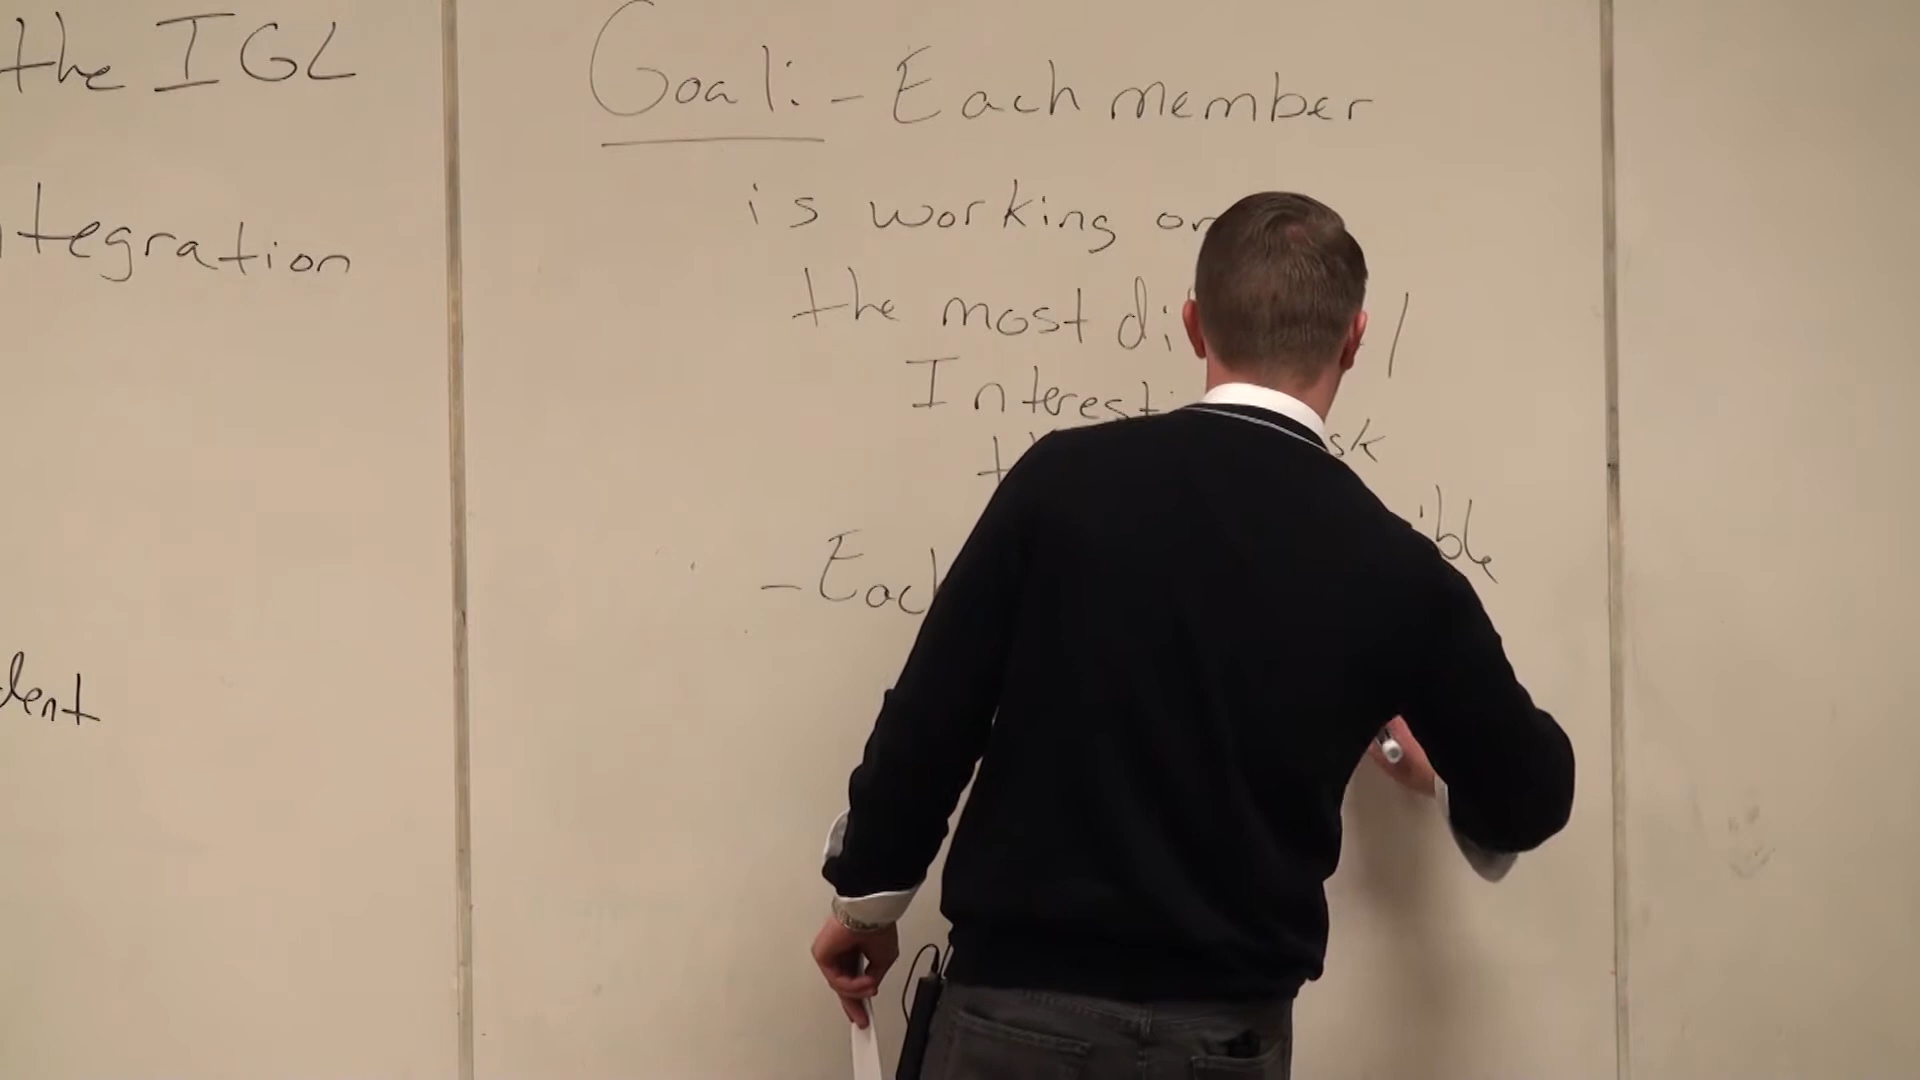 the IGL
tegration
dent
Goal: - Each member
is working on
the most di /
Interest
sk
ible
- Each